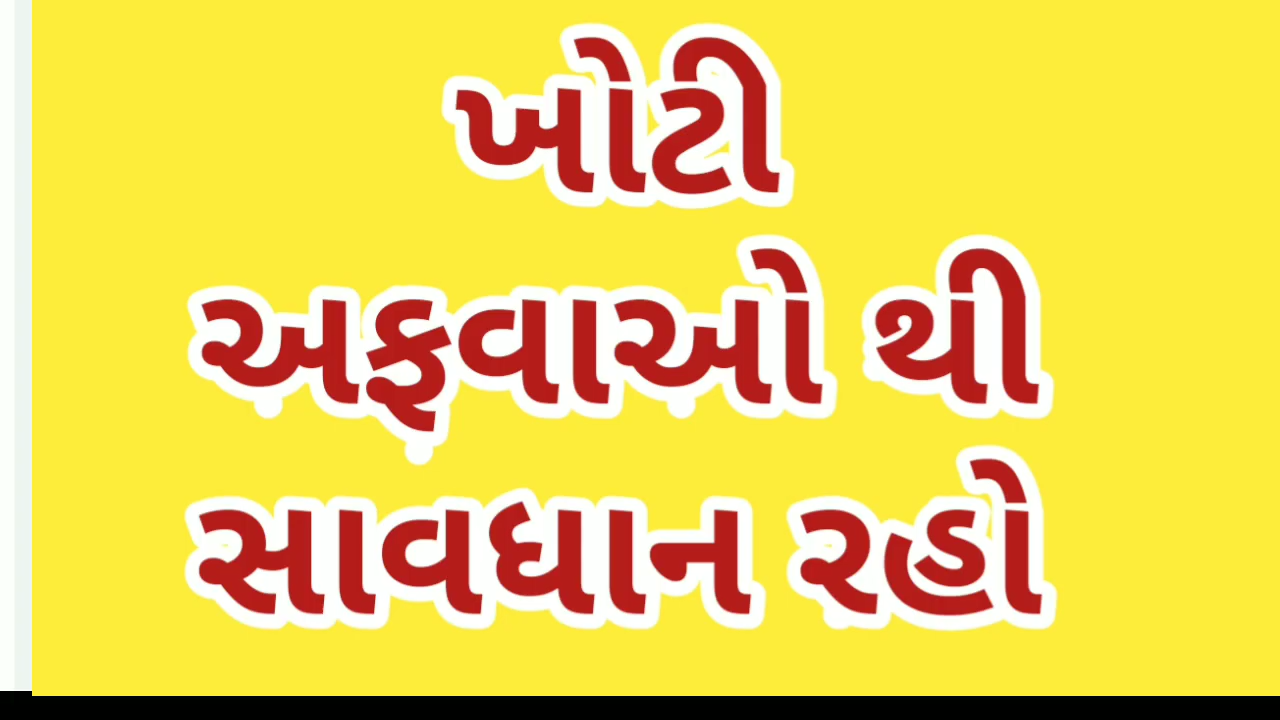 ખોટી
અફવાઓ થી
સાવધાન રહો